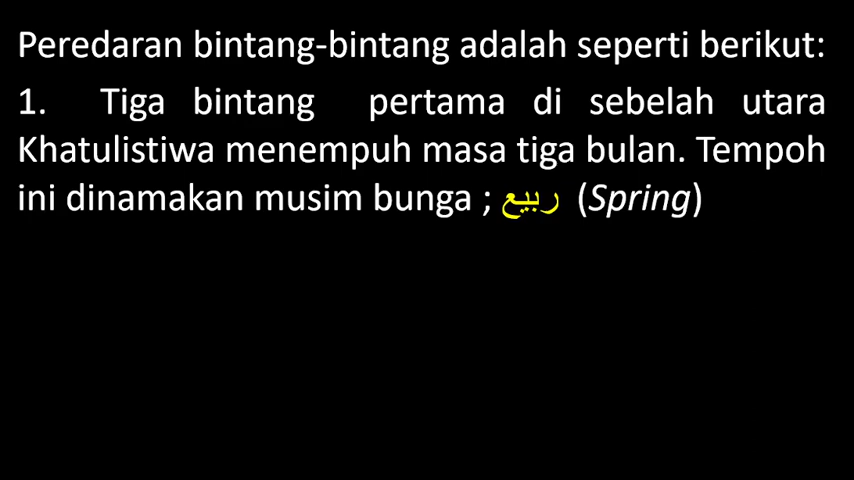 Peredaran bintang-bintang adalah seperti berikut:
1. Tiga bintang pertama di sebelah utara
Khatulistiwa menempuh masa tiga bulan. Tempoh
ini dinamakan musim bunga ; ربيع (Spring)